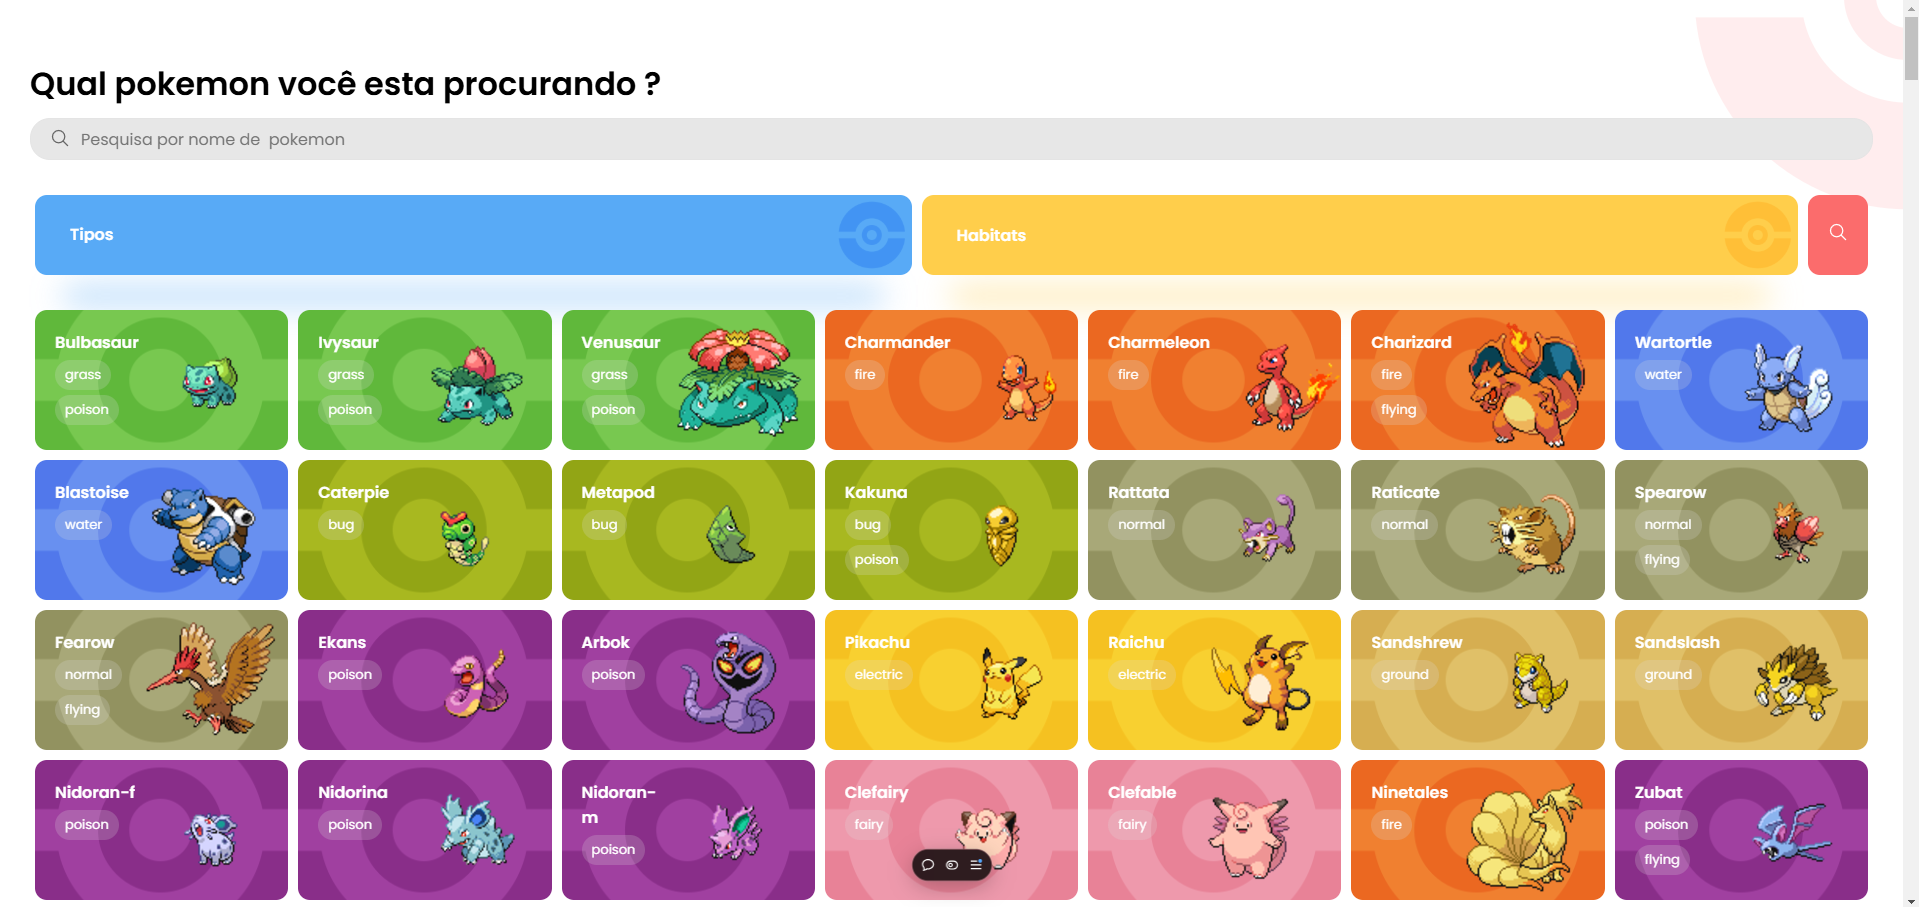 Qual pokemon você esta procurando ?
Pesquisa por nome de  pokemon
Tipos
Habitats
Bulbasaur
grass
poison
Ivysaur
grass
poison
Venusaur
grass
poison
Charmander
fire
Charmeleon
fire
Charizard
fire
flying
Wartortle
water
Blastoise
water
Caterpie
bug
Metapod
bug
Kakuna
bug
poison
Rattata
normal
Raticate
normal
Spearow
normal
flying
Fearow
normal
flying
Ekans
poison
Arbok
poison
Pikachu
electric
Raichu
electric
Sandshrew
ground
Sandslash
ground
Nidoran-f
poison
Nidorina
poison
Nidoran-
m
poison
Clefairy
fairy
Clefable
fairy
Ninetales
fire
Zubat
poison
flying